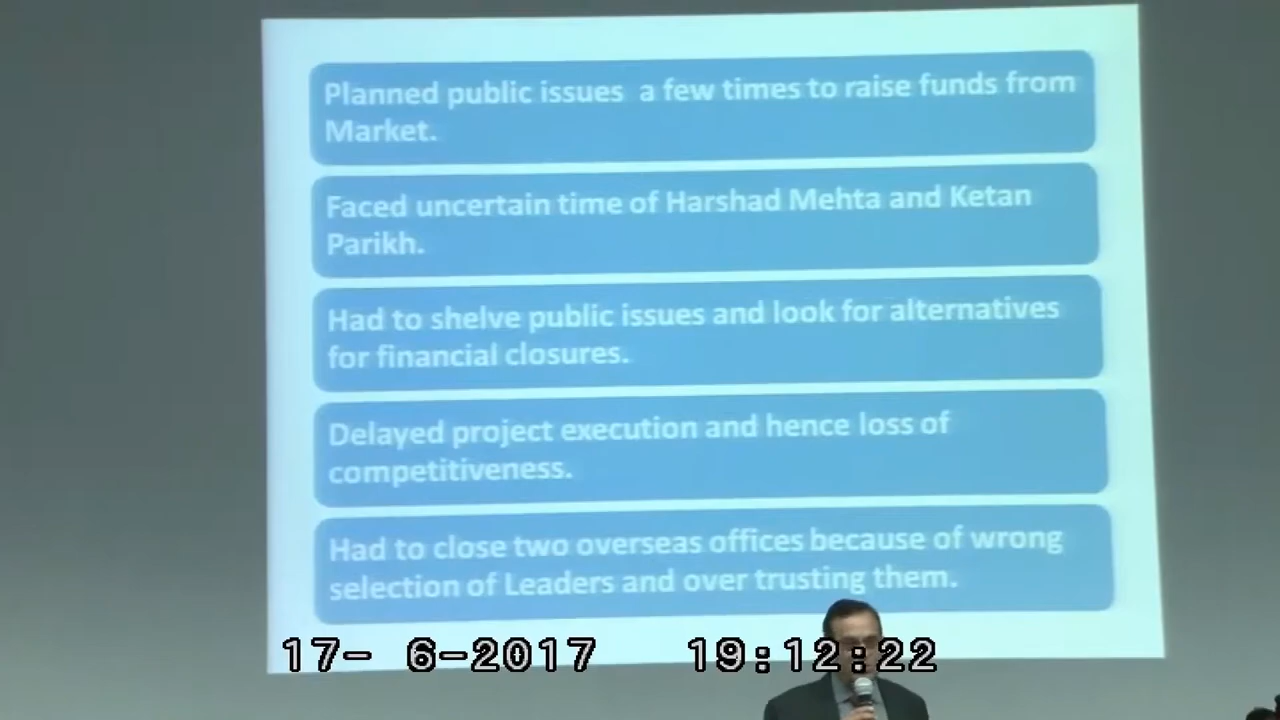 Planned public issues a few times to raise funds from
Market.
Faced uncertain time of Harshad Mehta and Ketan
Parikh.
Had to shelve public issues and look for alternatives
for financial closures.
Delayed project execution and hence loss of
competitiveness.
Had to close two overseas offices because of wrong
selection of Leaders and over trusting them.
17- 6-2017 19:12:22